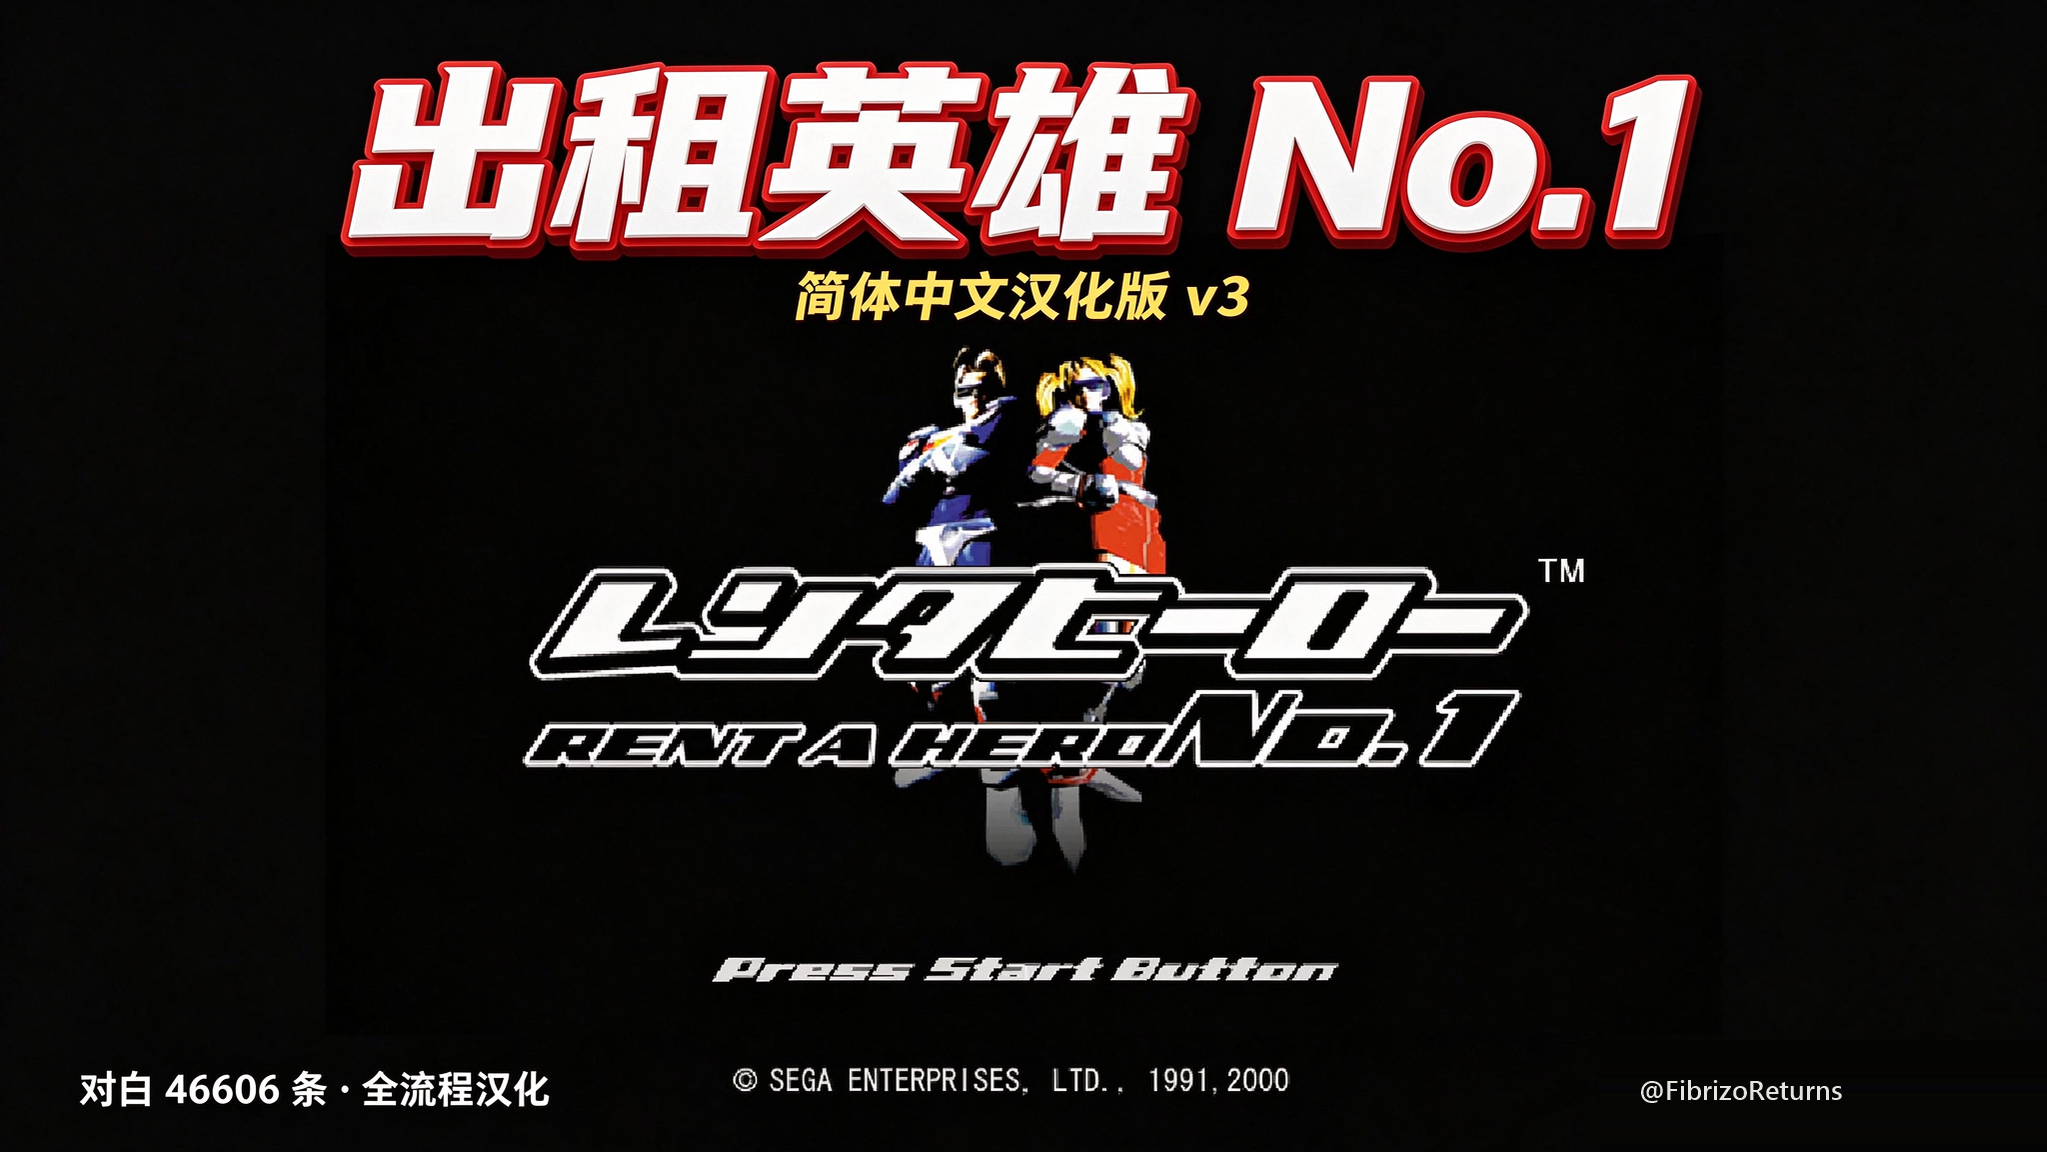 出租英雄 No.1
简体中文汉化版 v3
レンタヒーロー TM
RENT A HERO No.1
Press Start Button
© SEGA ENTERPRISES, LTD., 1991,2000
对白 46606 条 · 全流程汉化
@FibrizoReturns